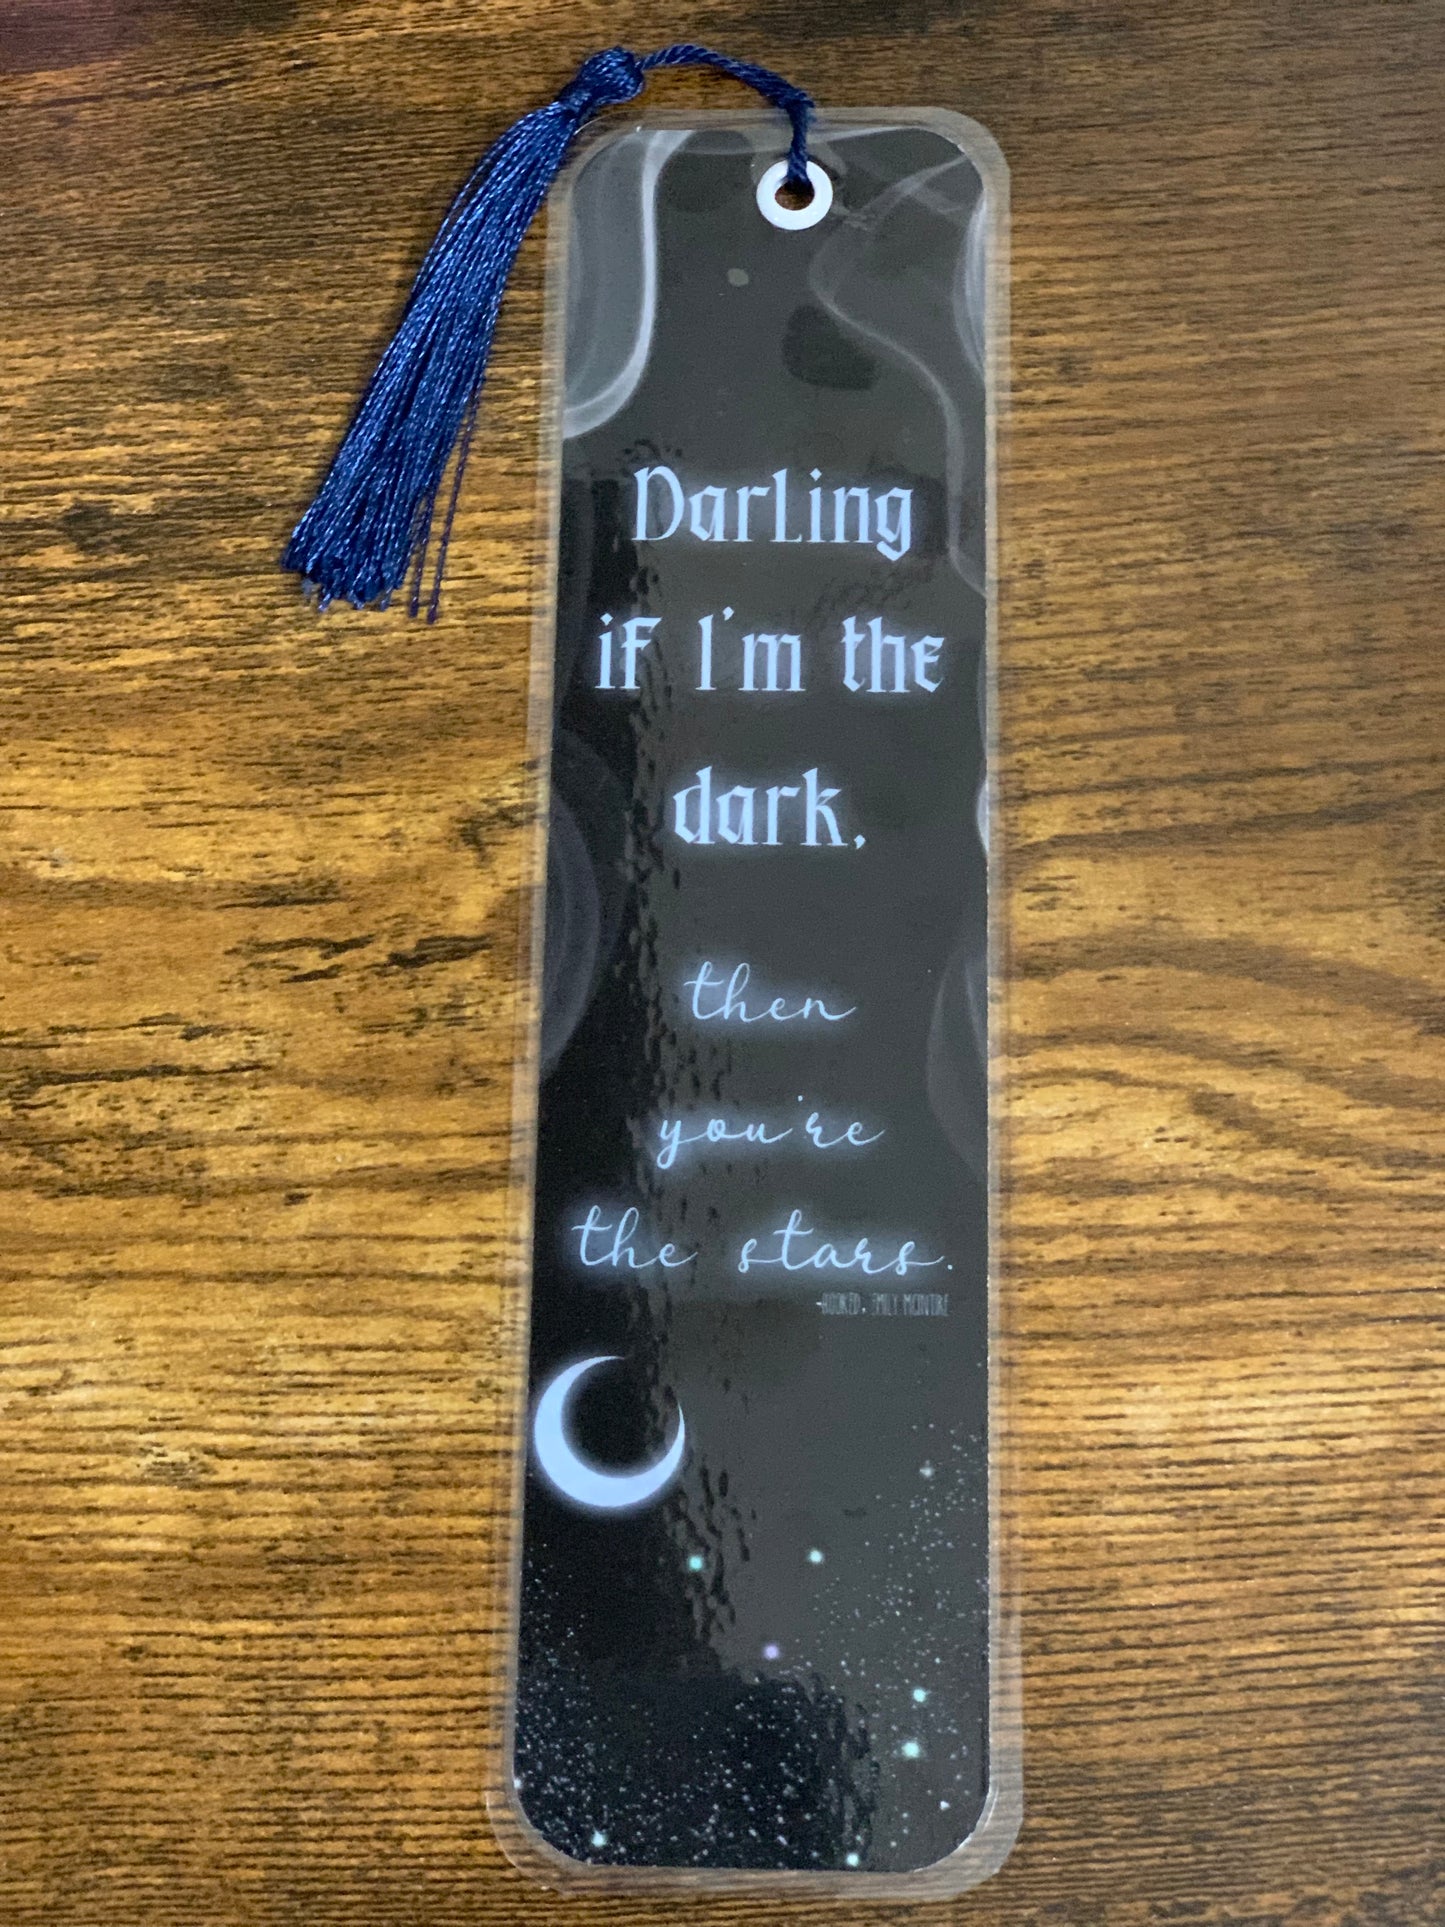 Darling
if I'm the
dark,
then
you're
the stars.
-HOOKED, EMILY MCINTIRE